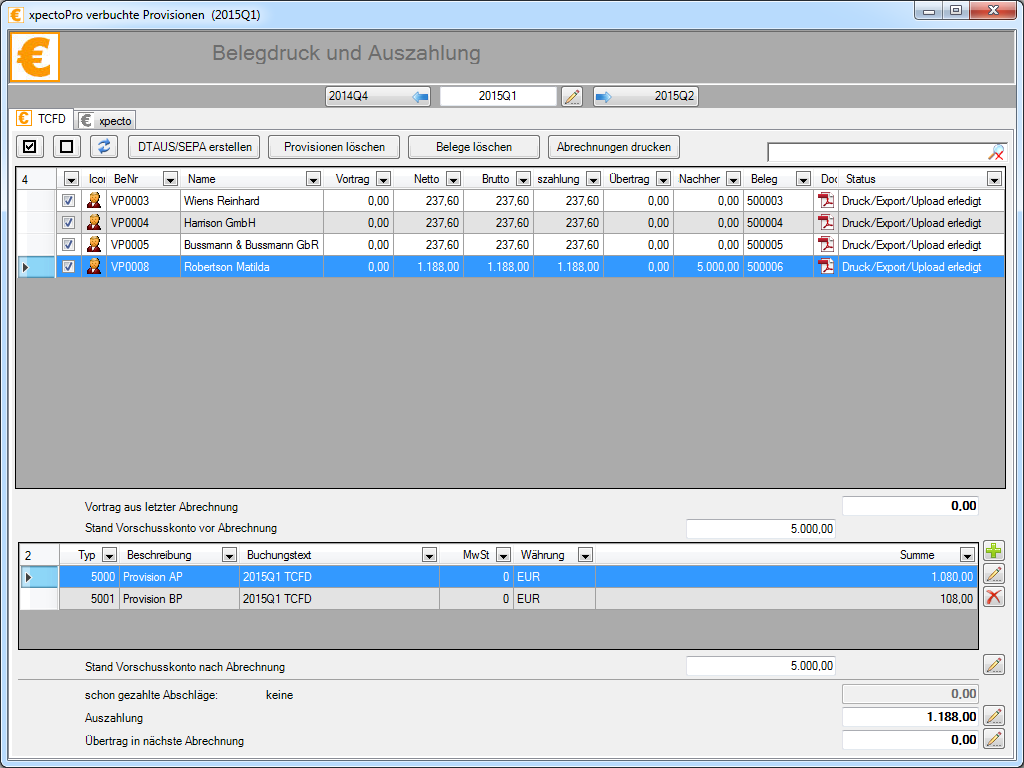 xpectoPro verbuchte Provisionen (2015Q1)
Belegdruck und Auszahlung
2014Q4 2015Q1 2015Q2
€ TCFD € xpecto
DTAUS/SEPA erstellen Provisionen löschen Belege löschen Abrechnungen drucken
4 Icon BeNr Name Vortrag Netto Brutto szahlung Übertrag Nachher Beleg Doc Status
VP0003 Wiens Reinhard 0,00 237,60 237,60 237,60 0,00 0,00 500003 Druck/Export/Upload erledigt
VP0004 Harrison GmbH 0,00 237,60 237,60 237,60 0,00 0,00 500004 Druck/Export/Upload erledigt
VP0005 Bussmann & Bussmann GbR 0,00 237,60 237,60 237,60 0,00 0,00 500005 Druck/Export/Upload erledigt
VP0008 Robertson Matilda 0,00 1.188,00 1.188,00 1.188,00 0,00 5.000,00 500006 Druck/Export/Upload erledigt
Vortrag aus letzter Abrechnung 0,00
Stand Vorschusskonto vor Abrechnung 5.000,00
2 Typ Beschreibung Buchungstext MwSt Währung Summe
5000 Provision AP 2015Q1 TCFD 0 EUR 1.080,00
5001 Provision BP 2015Q1 TCFD 0 EUR 108,00
Stand Vorschusskonto nach Abrechnung 5.000,00
schon gezahlte Abschläge: keine 0,00
Auszahlung 1.188,00
Übertrag in nächste Abrechnung 0,00